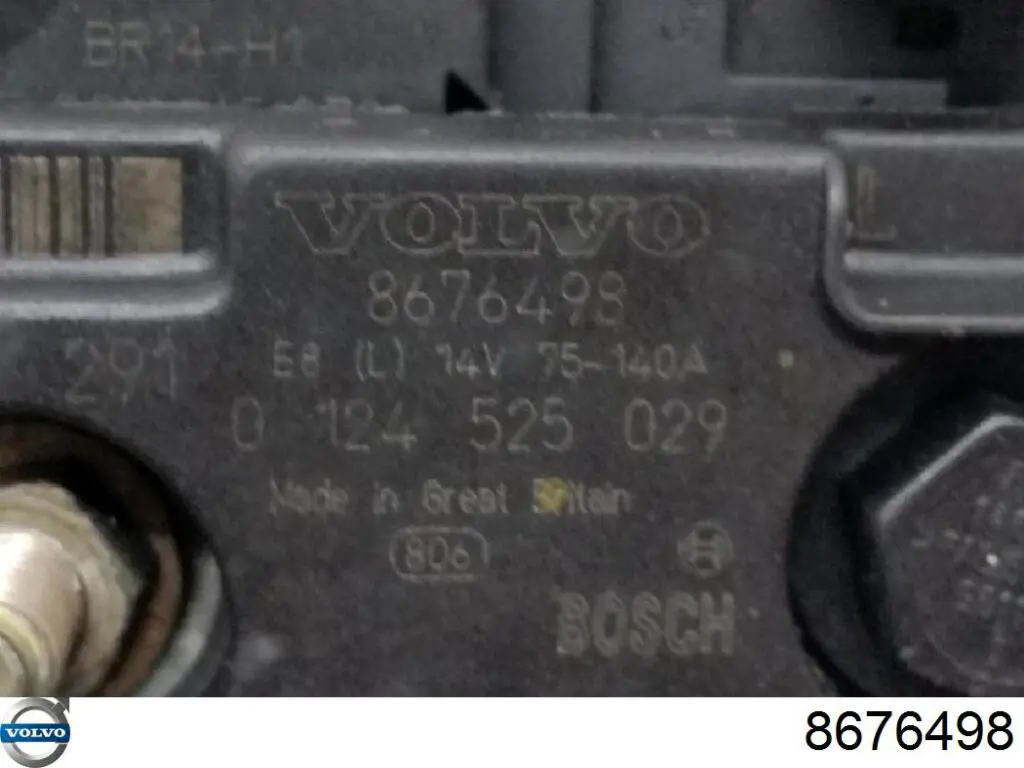 BR14-H1
VOLVO
L
8676498
291
E8 (L) 14V 75-140A
0 124 525 029
Made in Great Britain
806
BOSCH
VOLVO
8676498